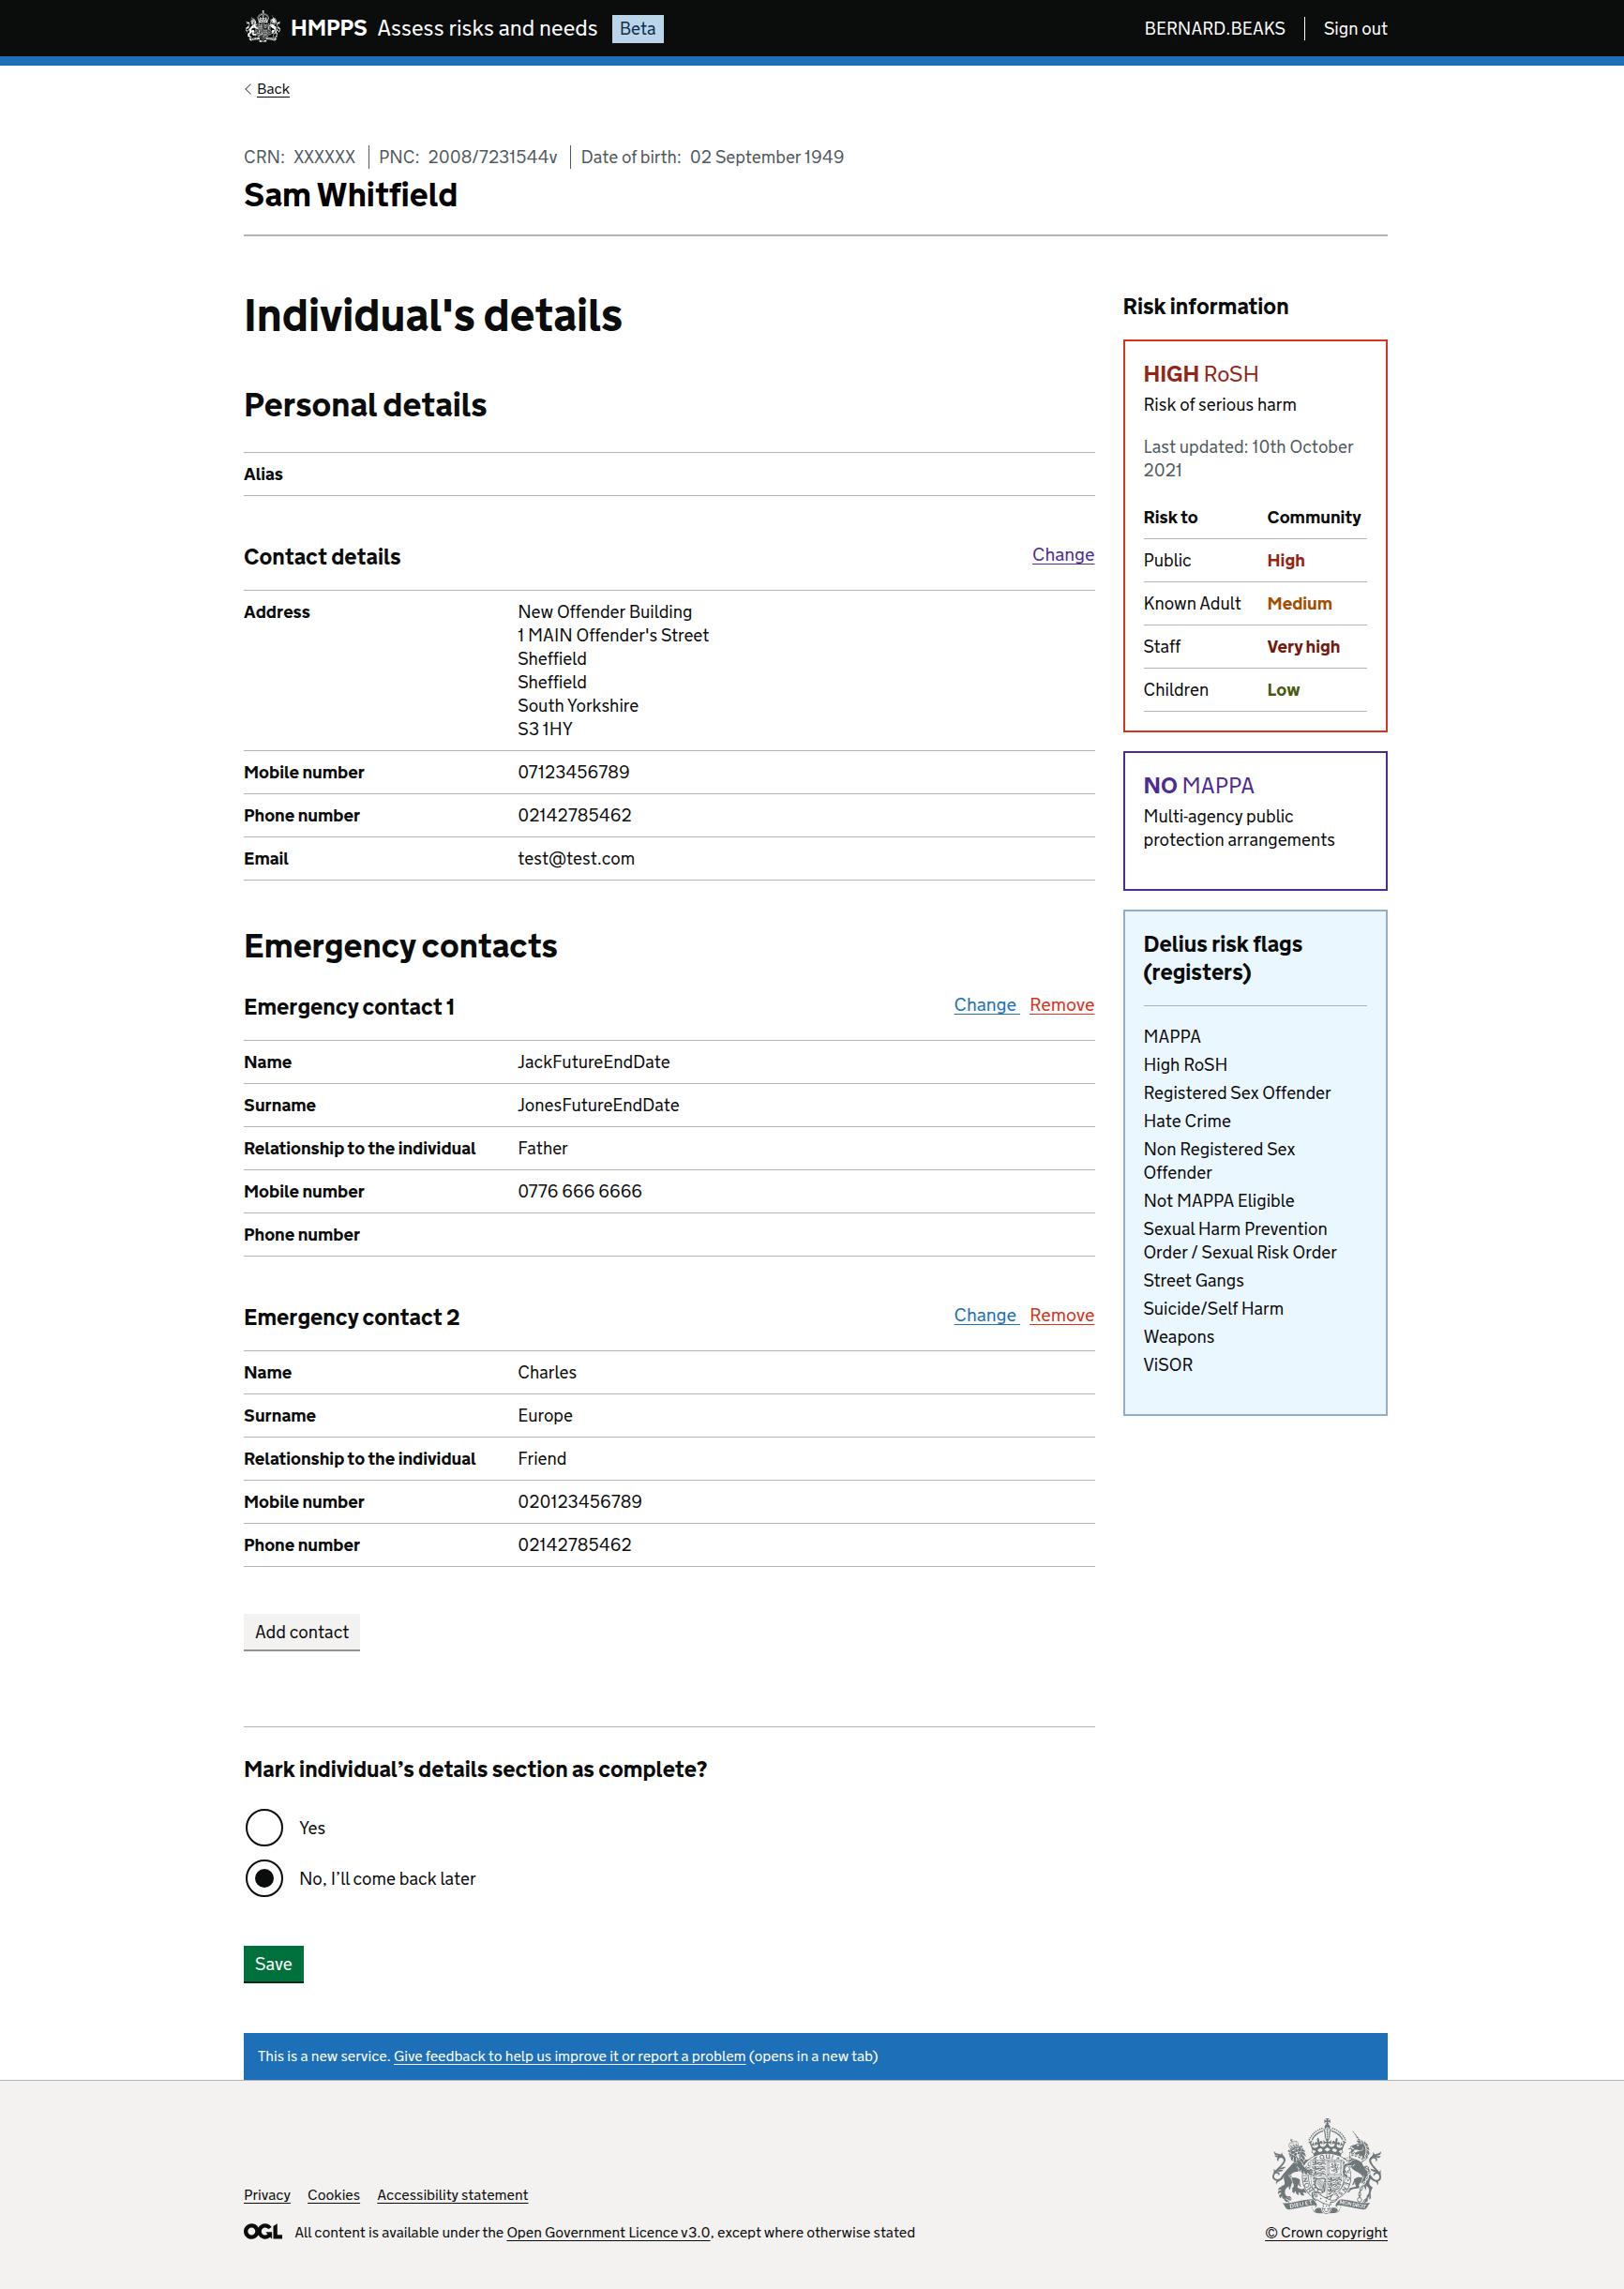 HMPPS Assess risks and needs Beta
BERNARD.BEAKS Sign out
Back
CRN: XXXXXX PNC: 2008/7231544v Date of birth: 02 September 1949
Sam Whitfield
Individual's details
Personal details
Alias
Contact details Change
Address New Offender Building
1 MAIN Offender's Street
Sheffield
Sheffield
South Yorkshire
S3 1HY
Mobile number 07123456789
Phone number 02142785462
Email test@test.com
Emergency contacts
Emergency contact 1 Change Remove
Name JackFutureEndDate
Surname JonesFutureEndDate
Relationship to the individual Father
Mobile number 0776 666 6666
Phone number
Emergency contact 2 Change Remove
Name Charles
Surname Europe
Relationship to the individual Friend
Mobile number 020123456789
Phone number 02142785462
Add contact
Mark individual’s details section as complete?
Yes
No, I’ll come back later
Save
Risk information
HIGH RoSH
Risk of serious harm
Last updated: 10th October
2021
Risk to Community
Public High
Known Adult Medium
Staff Very high
Children Low
NO MAPPA
Multi-agency public
protection arrangements
Delius risk flags
(registers)
MAPPA
High RoSH
Registered Sex Offender
Hate Crime
Non Registered Sex
Offender
Not MAPPA Eligible
Sexual Harm Prevention
Order / Sexual Risk Order
Street Gangs
Suicide/Self Harm
Weapons
ViSOR
This is a new service. Give feedback to help us improve it or report a problem (opens in a new tab)
Privacy Cookies Accessibility statement
OGL All content is available under the Open Government Licence v3.0, except where otherwise stated
© Crown copyright